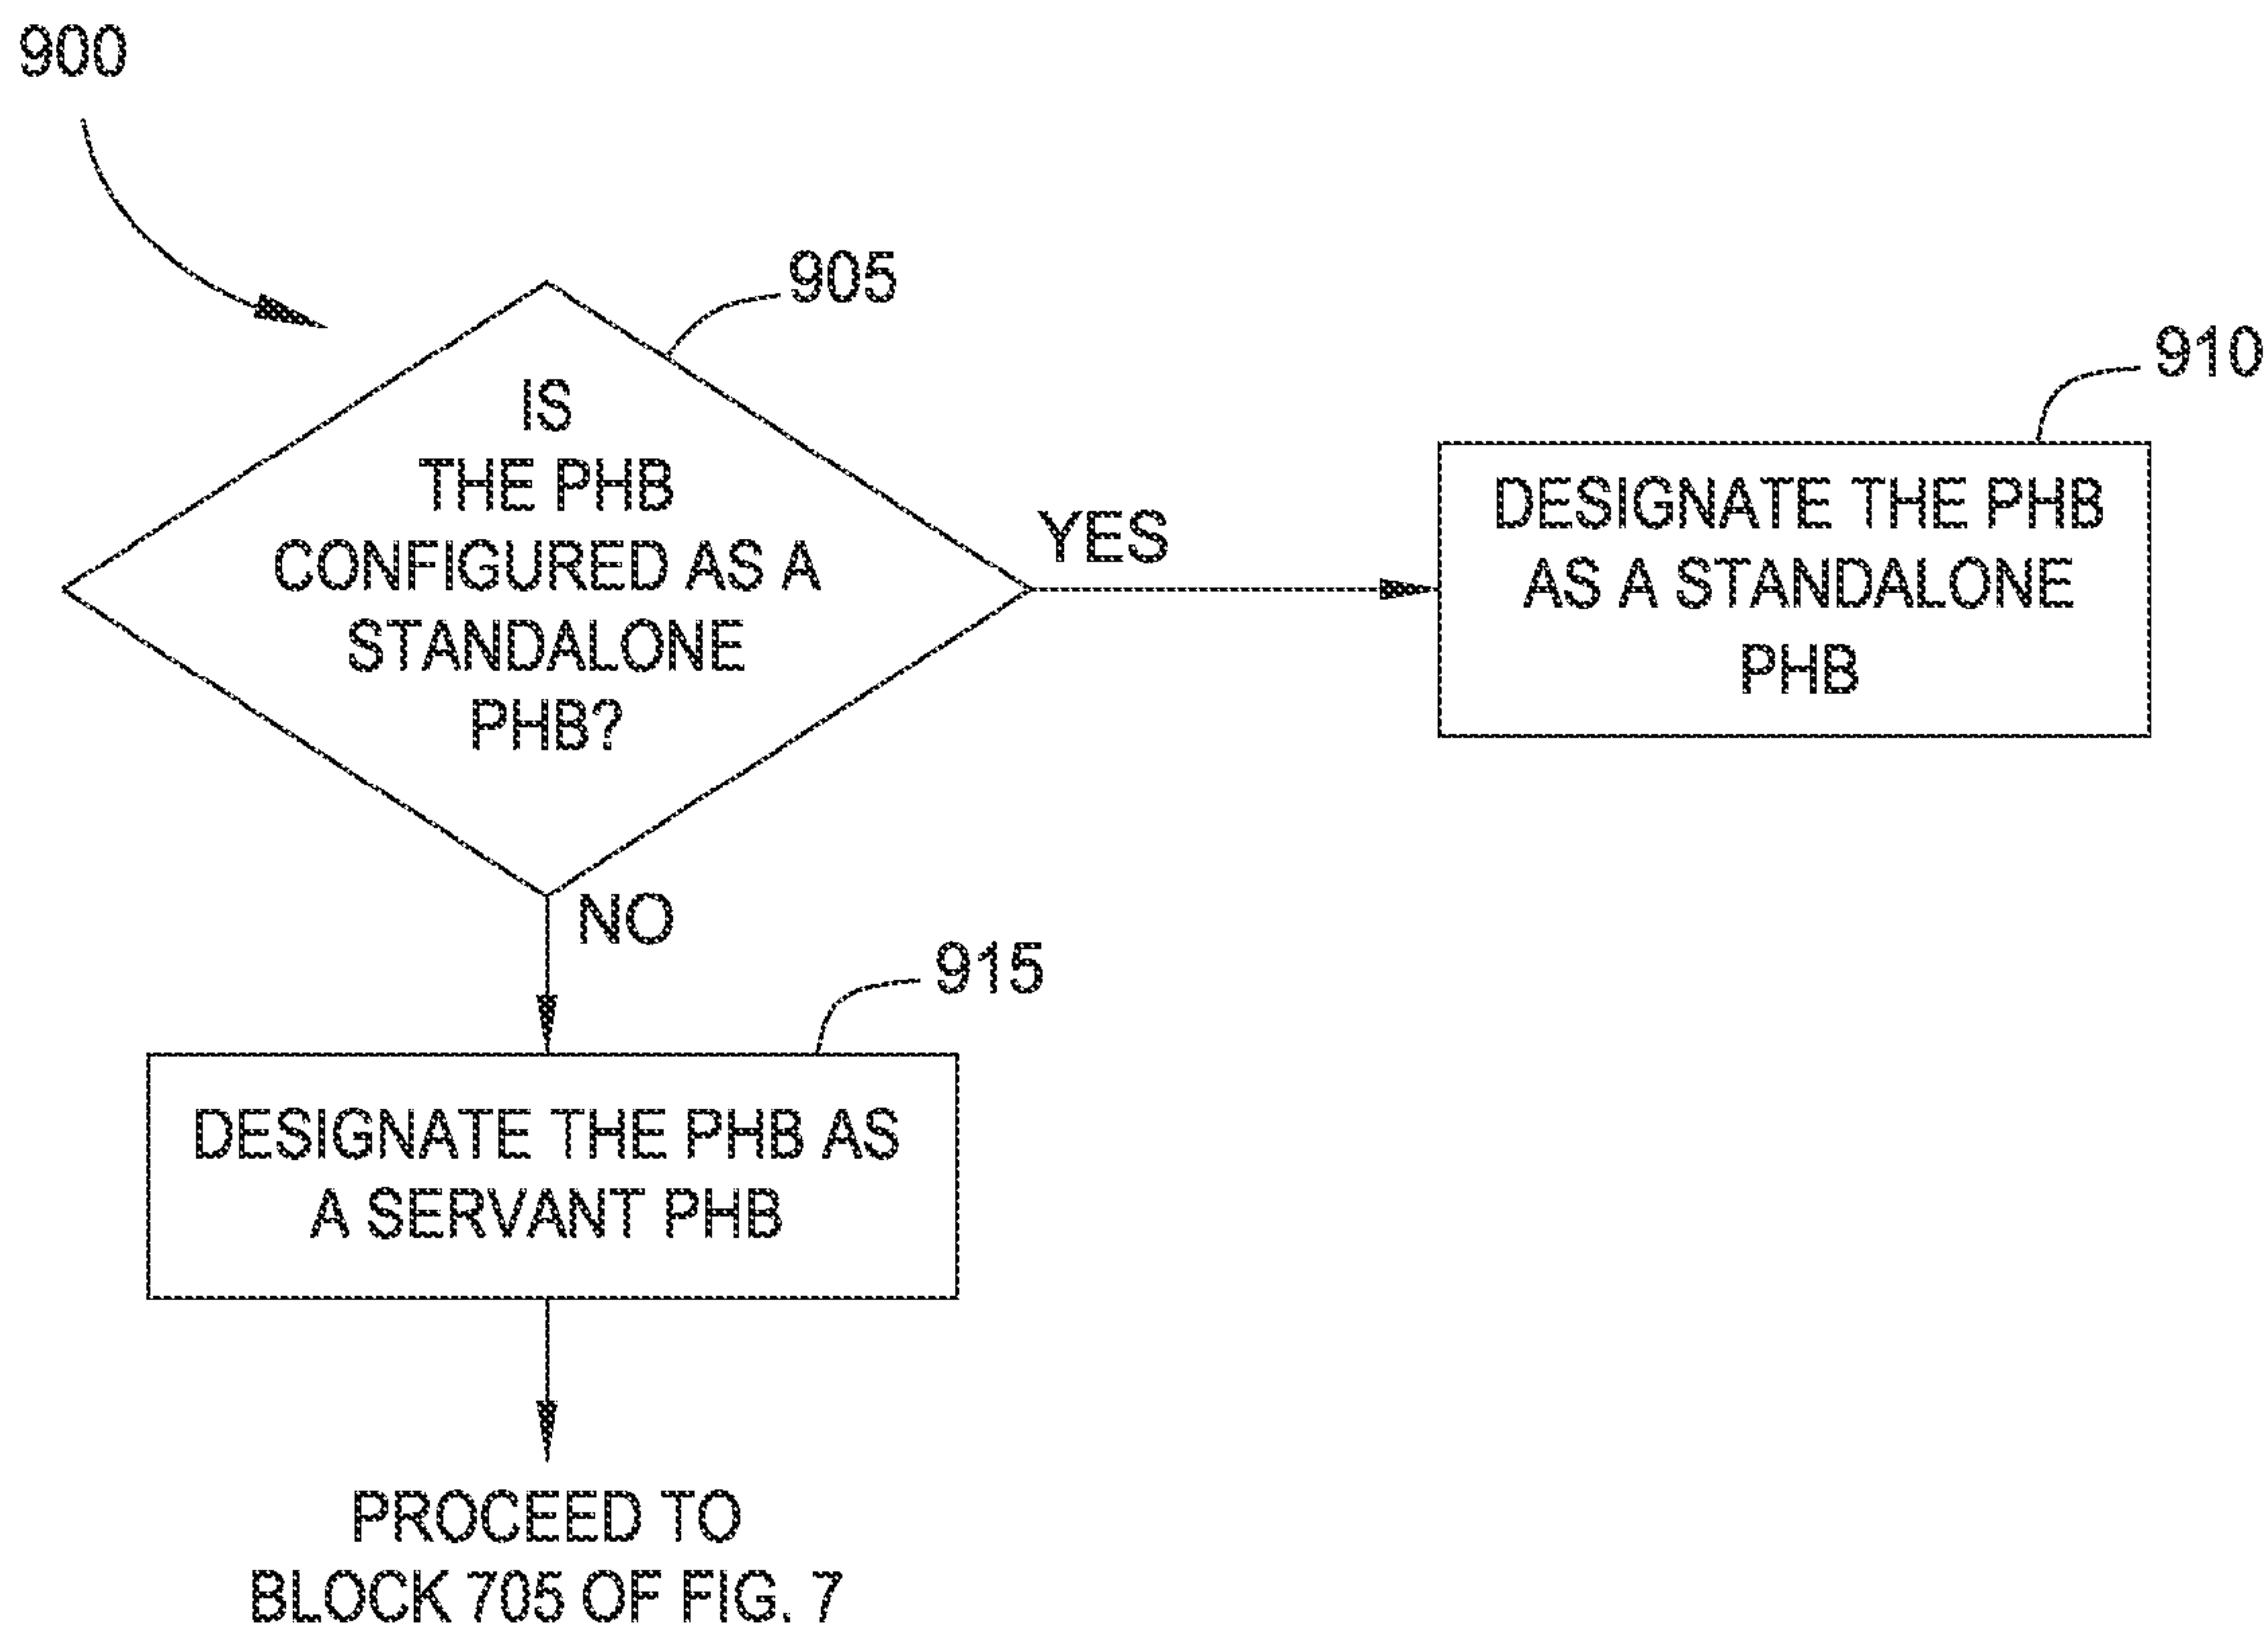 900
905
IS
THE PHB
CONFIGURED AS A
STANDALONE
PHB?
YES
910
DESIGNATE THE PHB
AS A STANDALONE
PHB
NO
915
DESIGNATE THE PHB AS
A SERVANT PHB
PROCEED TO
BLOCK 705 OF FIG. 7